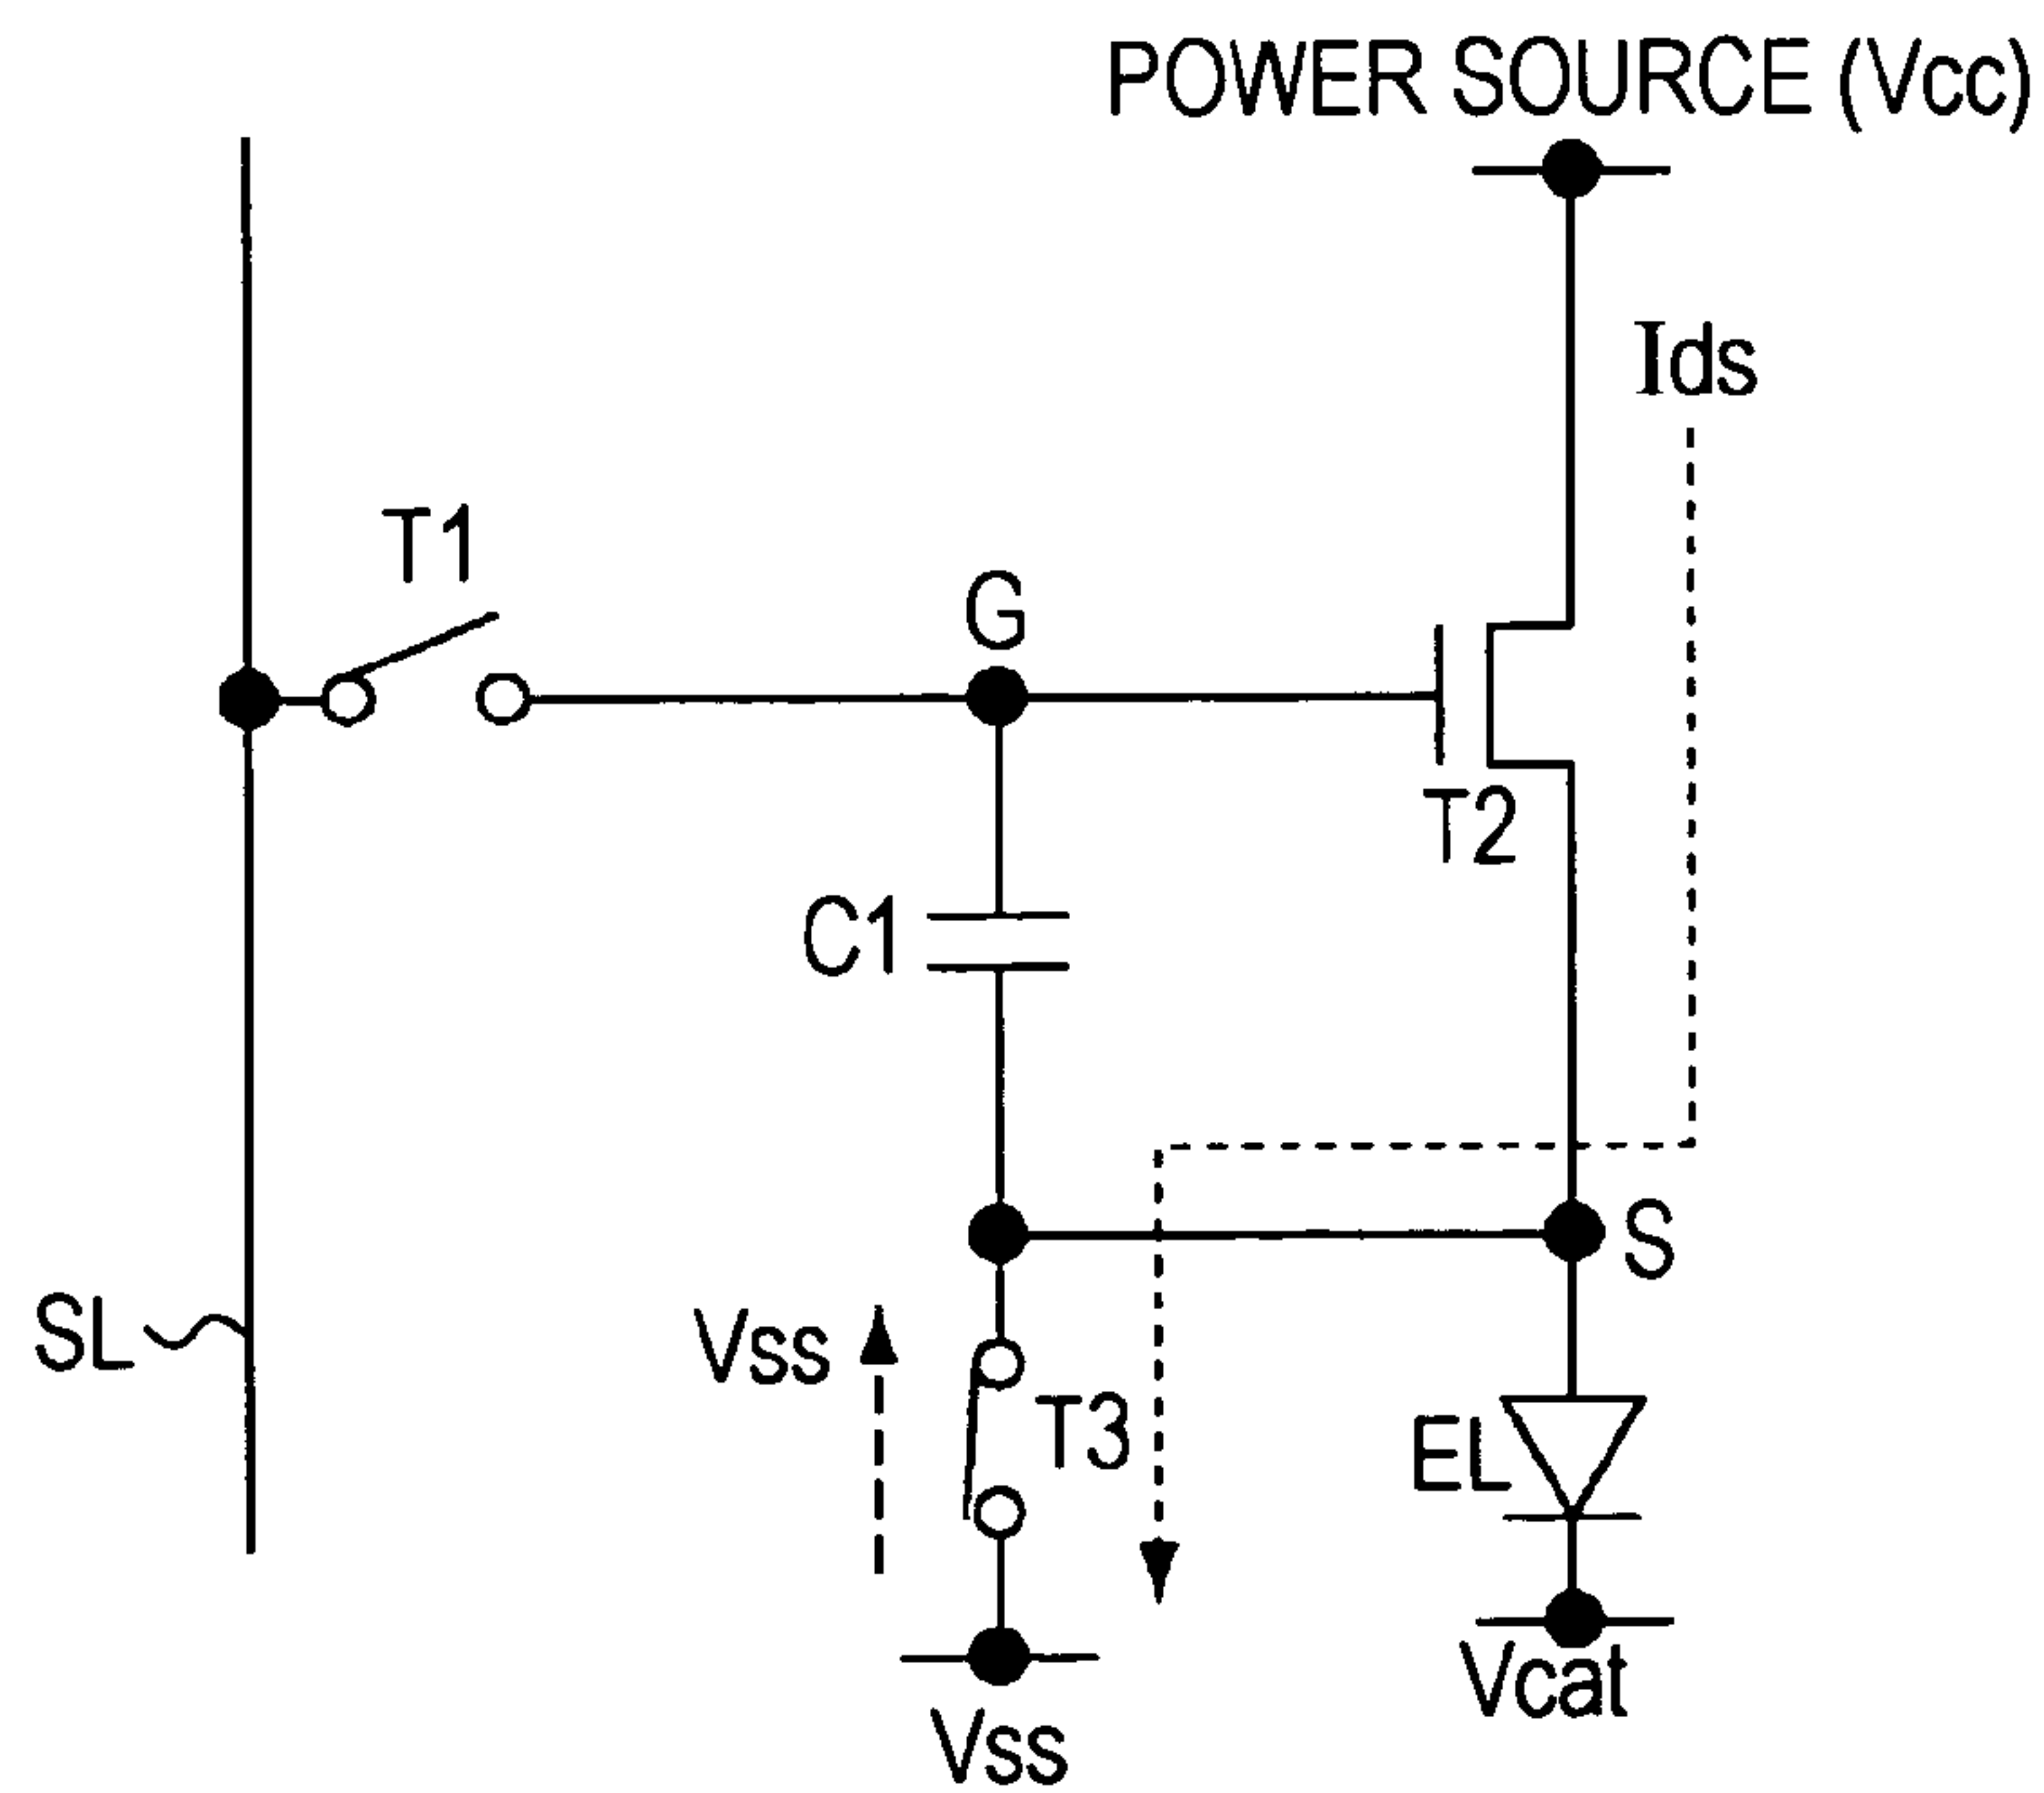 POWER SOURCE (Vcc)
Ids
T1
G
T2
C1
S
SL
Vss
T3
EL
Vcat
Vss